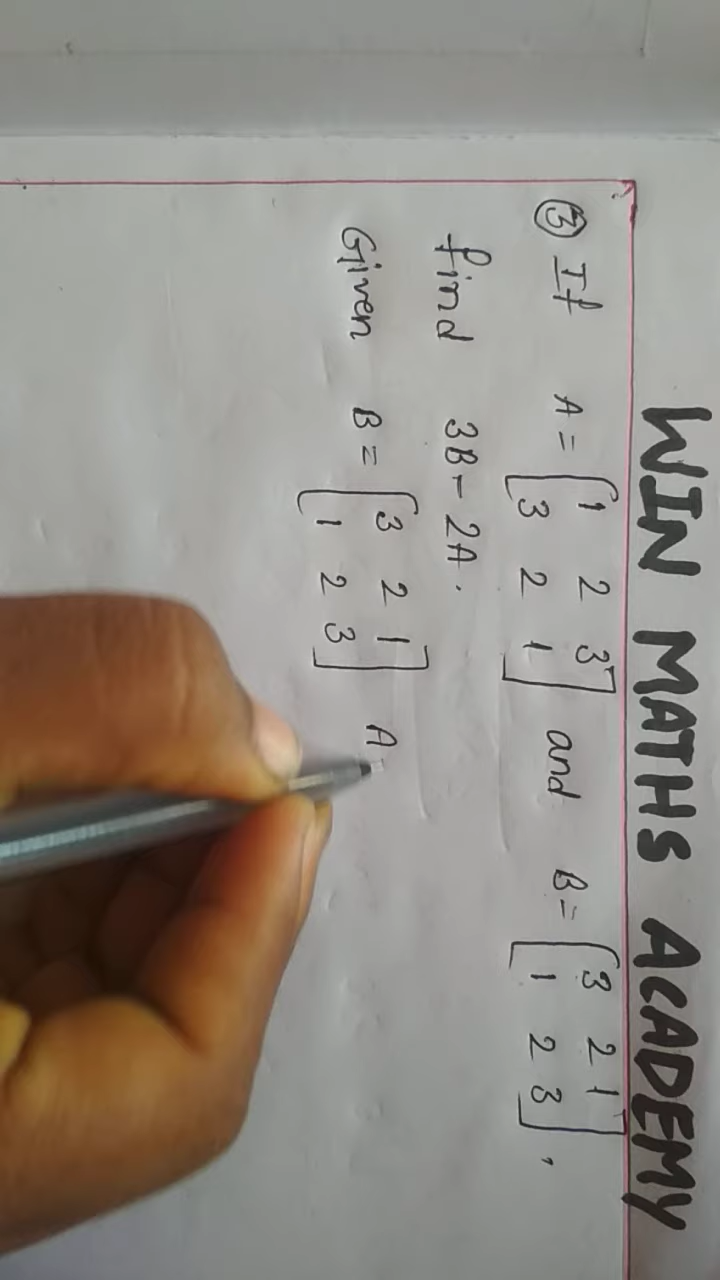 WIN MATHS ACADEMY
③ If A = [1 2 3
3 2 1] and B = [3 2 1
1 2 3],
find 3B - 2A.
Given B = [3 2 1
1 2 3] A